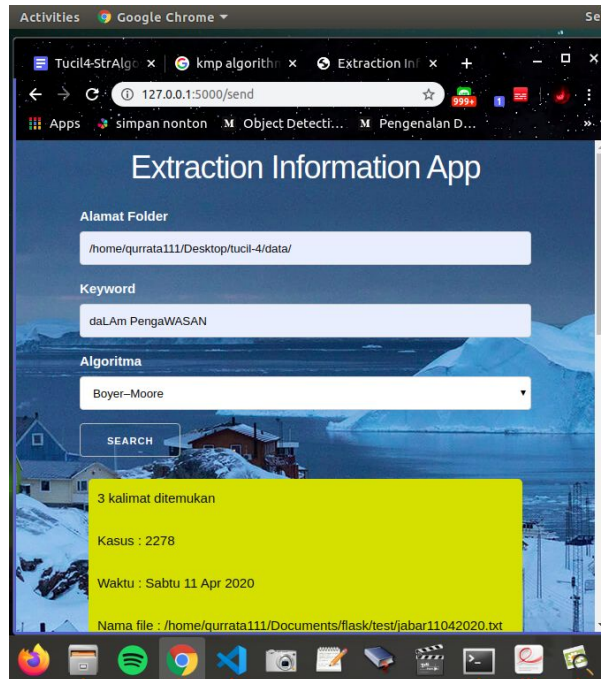 Activities Google Chrome ▾ Se
Tucil4-StrAlgo × kmp algorithm × Extraction Inf × +
127.0.0.1:5000/send 999+ 1
Apps simpan nonton M Object Detecti... M Pengenalan D... »
Extraction Information App
Alamat Folder
/home/qurrata111/Desktop/tucil-4/data/
Keyword
daLAm PengaWASAN
Algoritma
Boyer–Moore
SEARCH
3 kalimat ditemukan
Kasus : 2278
Waktu : Sabtu 11 Apr 2020
Nama file : /home/qurrata111/Documents/flask/test/jabar11042020.txt